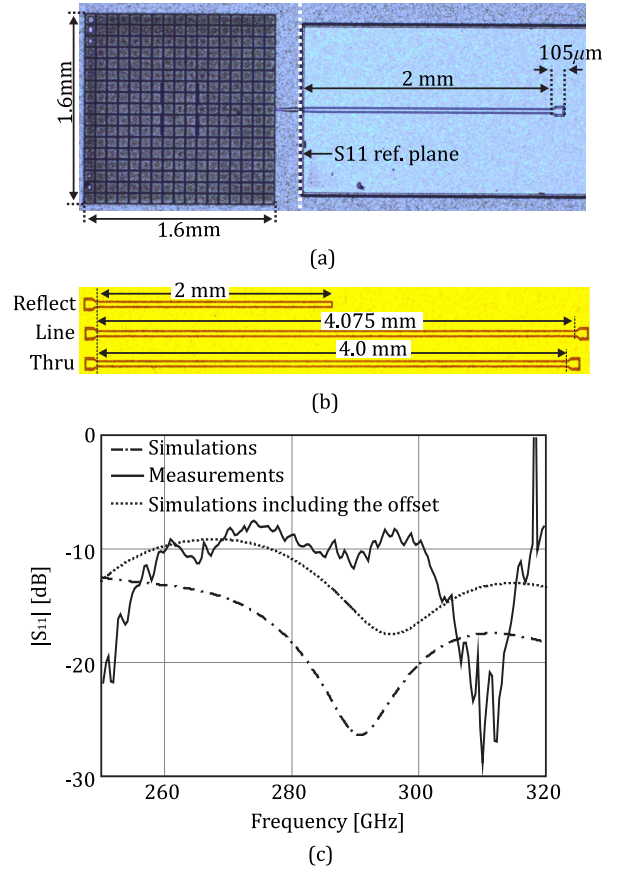 105μm
2 mm
1.6mm
S11 ref. plane
1.6mm
(a)
Reflect
2 mm
Line
4.075 mm
Thru
4.0 mm
(b)
0
-10
-20
-30
|S11| [dB]
Simulations
Measurements
Simulations including the offset
260
280
300
320
Frequency [GHz]
(c)